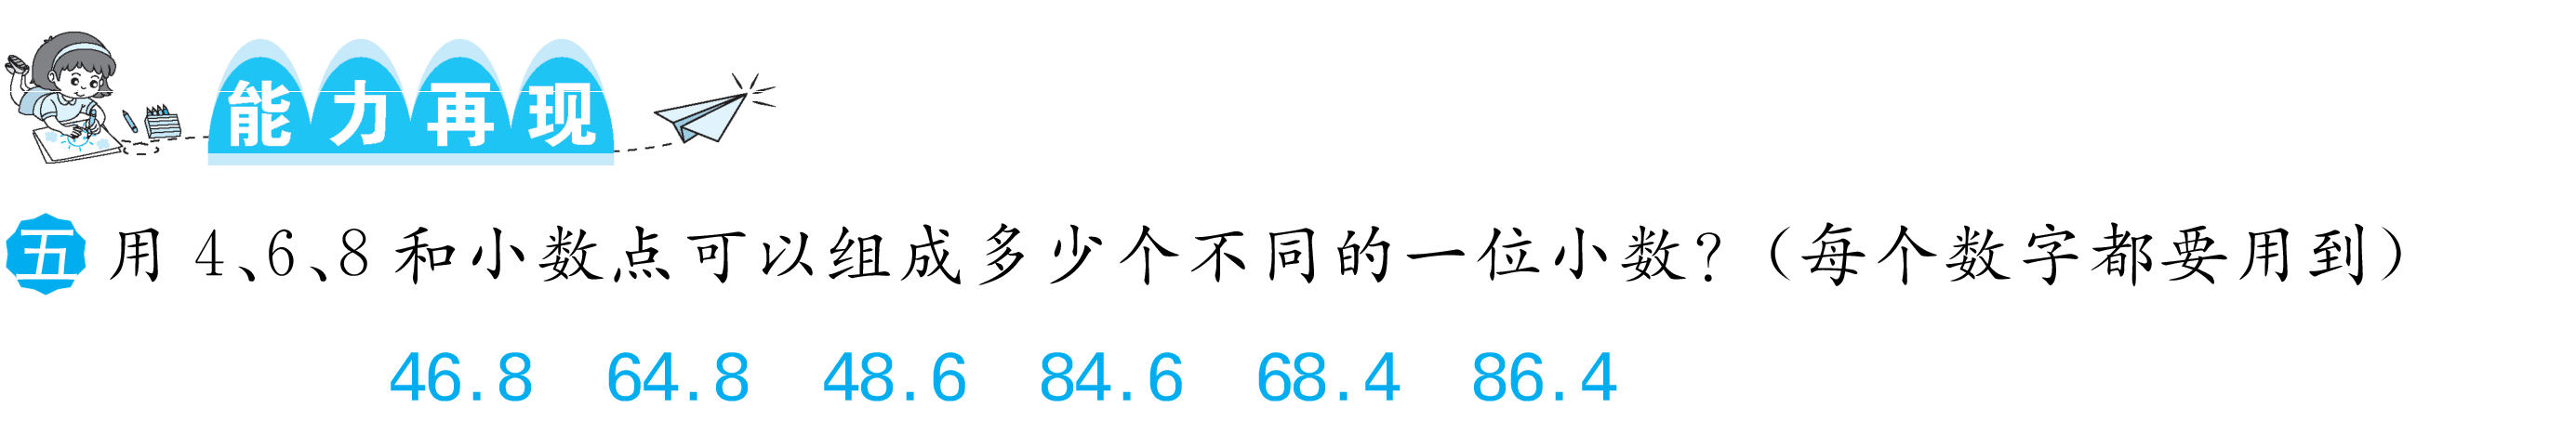 能力再现
五 用 4、6、8 和小数点可以组成多少个不同的一位小数？（每个数字都要用到）
46.8 64.8 48.6 84.6 68.4 86.4